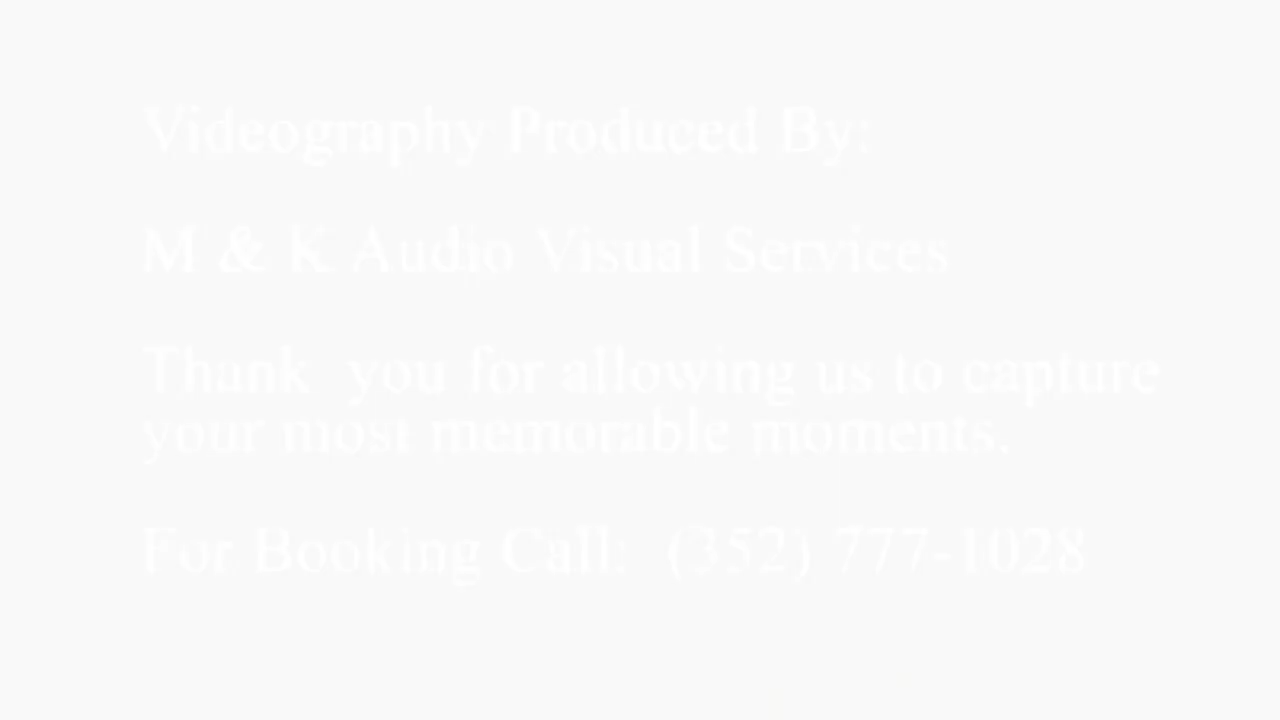 Videography Produced By:
M & K Audio Visual Services
Thank  you for allowing us to capture
your most memorable moments.
For Booking Call:  (352) 777-1028